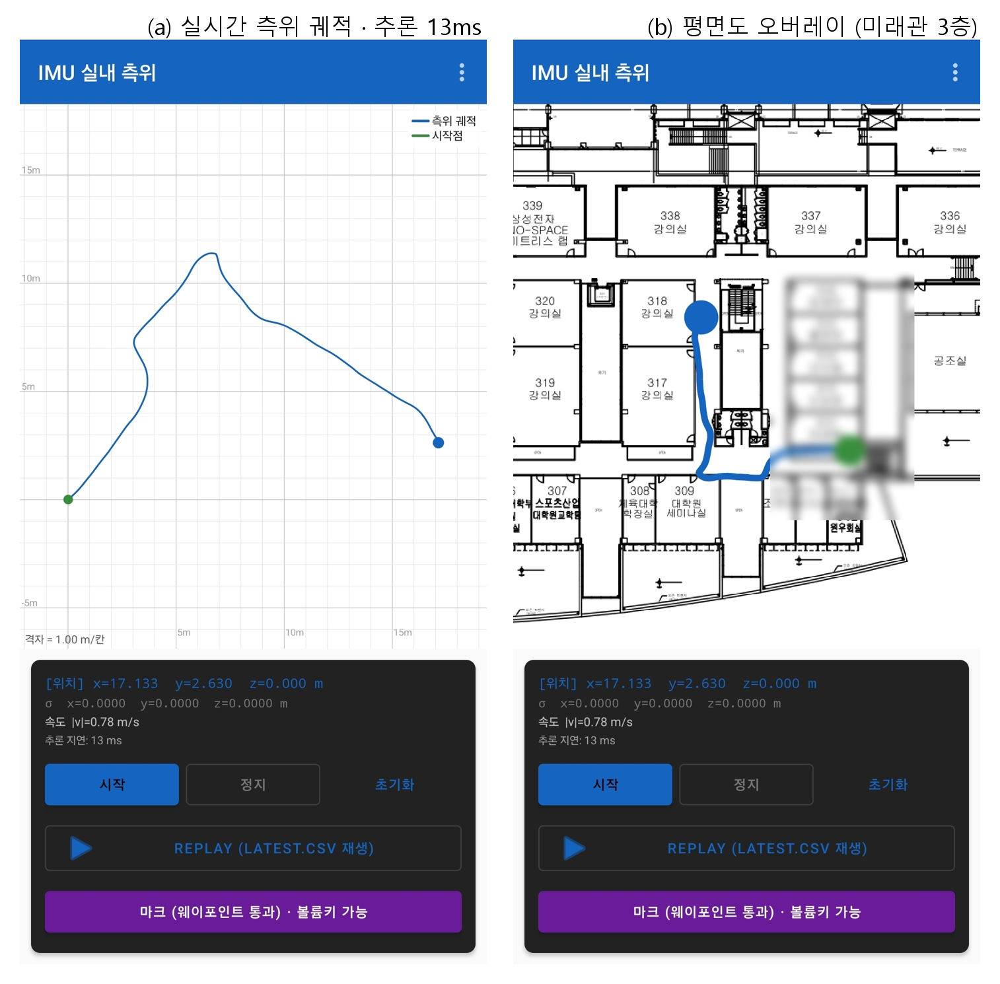 (a) 실시간 측위 궤적 · 추론 13ms
IMU 실내 측위
측위 궤적
시작점
15m
10m
5m
-5m
5m
10m
15m
격자 = 1.00 m/칸
[위치] x=17.133 y=2.630 z=0.000 m
σ x=0.0000 y=0.0000 z=0.0000 m
속도 |v|=0.78 m/s
추론 지연: 13 ms
시작
정지
초기화
REPLAY (LATEST.CSV 재생)
마크 (웨이포인트 통과) · 볼륨키 가능
(b) 평면도 오버레이 (미래관 3층)
IMU 실내 측위
TERRACE
339
삼성전자
NO-SPACE
이트리스 랩
338
강의실
337
강의실
336
강의실
320
강의실
318
강의실
319
강의실
317
강의실
공조실
OPEN
OPEN
307
스포츠산업
대학원교학팀
308
체육대학
학장실
309
대학원
세미나실
OPEN
OPEN
원우회실
[위치] x=17.133 y=2.630 z=0.000 m
σ x=0.0000 y=0.0000 z=0.0000 m
속도 |v|=0.78 m/s
추론 지연: 13 ms
시작
정지
초기화
REPLAY (LATEST.CSV 재생)
마크 (웨이포인트 통과) · 볼륨키 가능